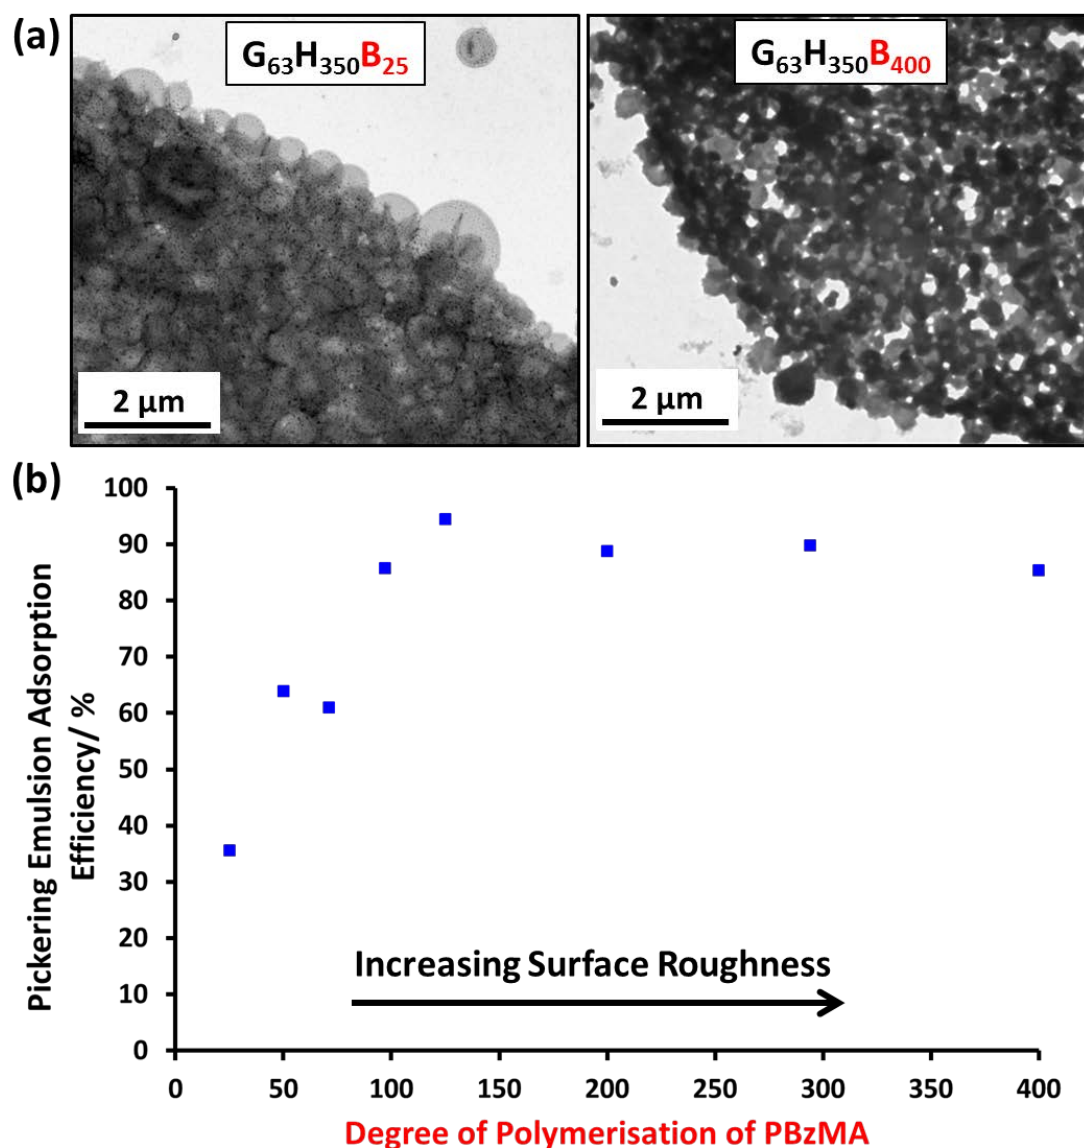 (a)
G₆₃H₃₅₀B₂₅
G₆₃H₃₅₀B₄₀₀
2 µm
2 µm
(b)
Pickering Emulsion Adsorption
Efficiency/ %
100
90
80
70
60
50
40
30
20
10
0
Increasing Surface Roughness
0 50 100 150 200 250 300 350 400
Degree of Polymerisation of PBzMA